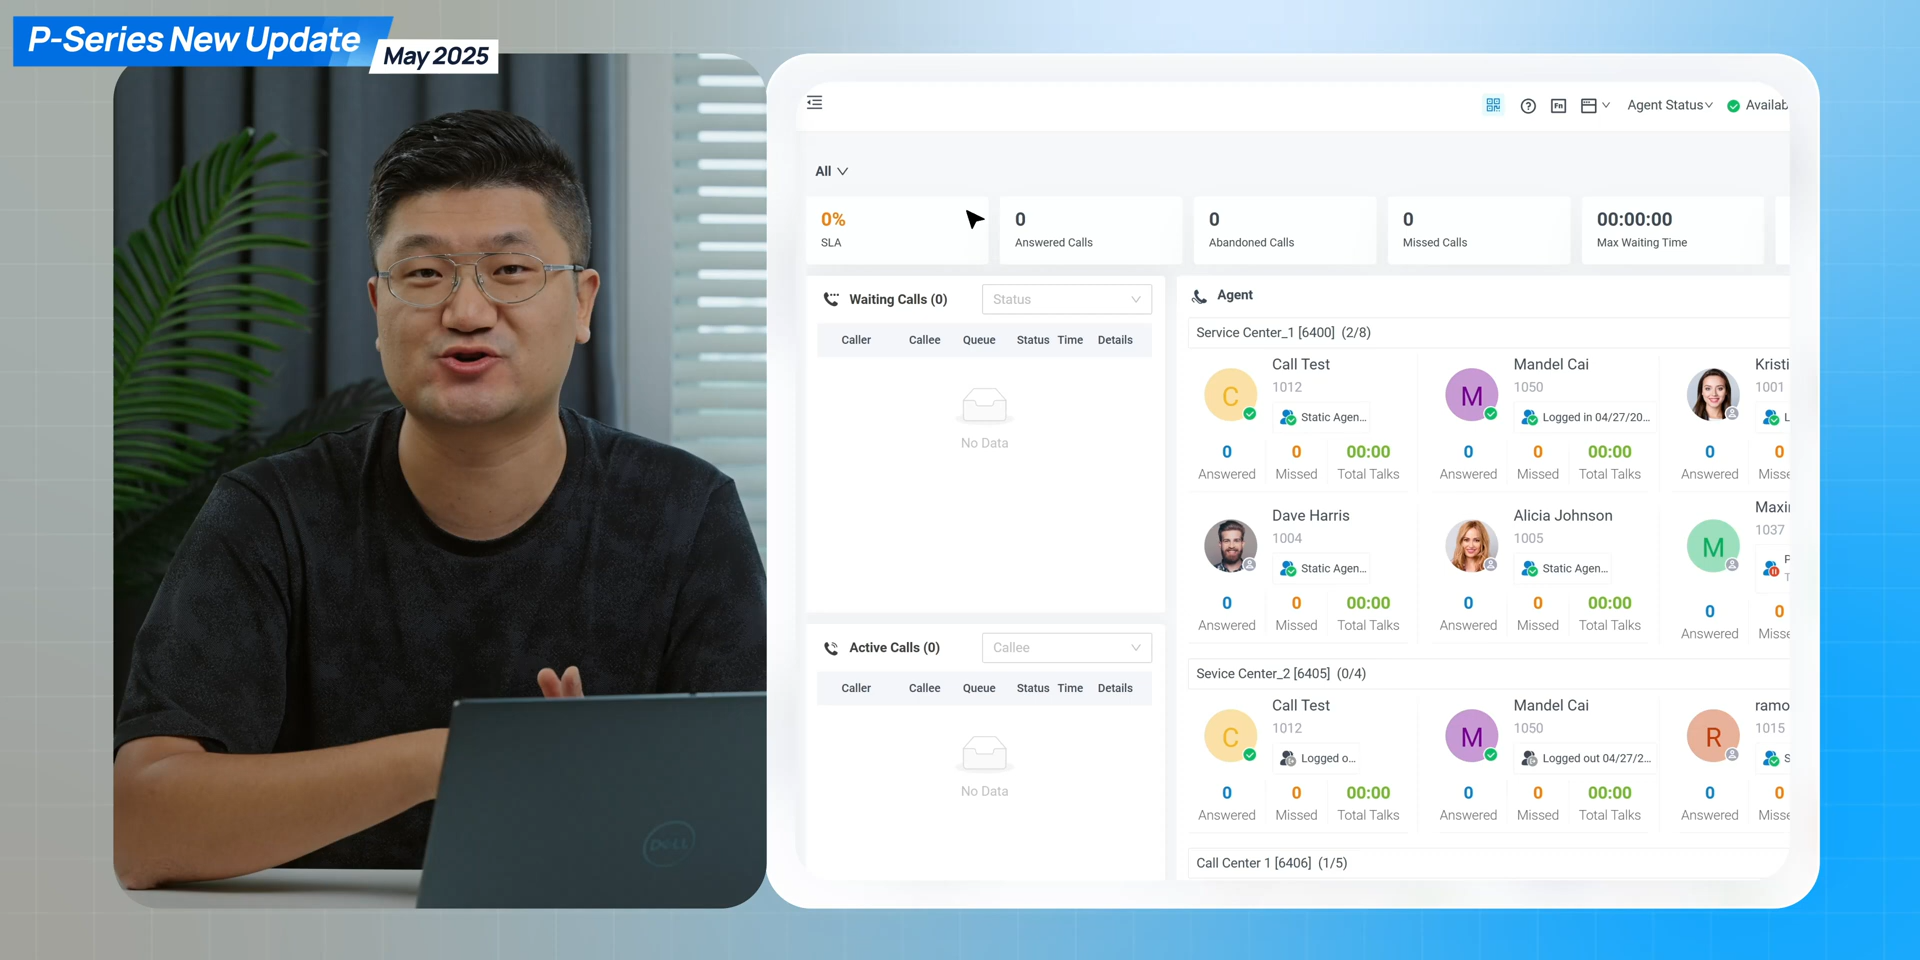 P-Series New Update
May 2025
Fn
Agent Status
Availab
All
0%
SLA
0
Answered Calls
0
Abandoned Calls
0
Missed Calls
00:00:00
Max Waiting Time
Waiting Calls (0)
Status
Caller Callee Queue Status Time Details
No Data
Active Calls (0)
Callee
Caller Callee Queue Status Time Details
No Data
Agent
Service Center_1 [6400] (2/8)
C
Call Test
1012
Static Agen...
0 0 00:00
Answered Missed Total Talks
M
Mandel Cai
1050
Logged in 04/27/20...
0 0 00:00
Answered Missed Total Talks
Kristi
1001
L
0 0
Answered Misse
Dave Harris
1004
Static Agen...
0 0 00:00
Answered Missed Total Talks
Alicia Johnson
1005
Static Agen...
0 0 00:00
Answered Missed Total Talks
M
Maxi
1037
P
T
0 0
Answered Misse
Sevice Center_2 [6405] (0/4)
C
Call Test
1012
Logged o...
0 0 00:00
Answered Missed Total Talks
M
Mandel Cai
1050
Logged out 04/27/2...
0 0 00:00
Answered Missed Total Talks
R
ramo
1015
S
0 0
Answered Misse
Call Center 1 [6406] (1/5)
DELL